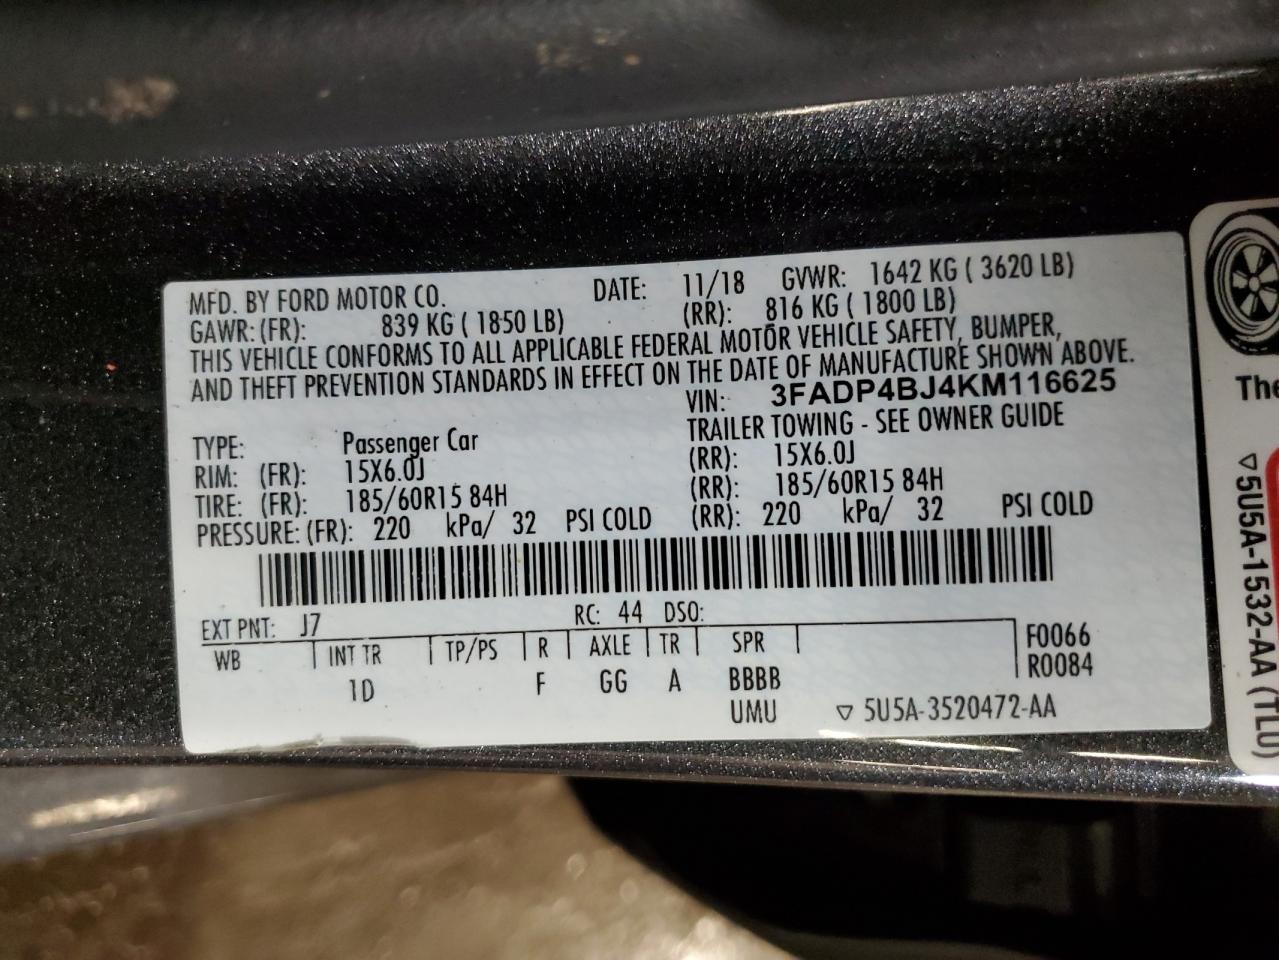 MFD. BY FORD MOTOR CO. DATE: 11/18 GVWR: 1642 KG ( 3620 LB)
GAWR: (FR): 839 KG ( 1850 LB) (RR): 816 KG ( 1800 LB)
THIS VEHICLE CONFORMS TO ALL APPLICABLE FEDERAL MOTOR VEHICLE SAFETY, BUMPER,
AND THEFT PREVENTION STANDARDS IN EFFECT ON THE DATE OF MANUFACTURE SHOWN ABOVE.
VIN: 3FADP4BJ4KM116625
TYPE: Passenger Car TRAILER TOWING - SEE OWNER GUIDE
RIM: (FR): 15X6.0J (RR): 15X6.0J
TIRE: (FR): 185/60R15 84H (RR): 185/60R15 84H
PRESSURE: (FR): 220 kPa/ 32 PSI COLD (RR): 220 kPa/ 32 PSI COLD
EXT PNT: J7 RC: 44 DSO:
WB INT TR TP/PS R AXLE TR SPR F0066
1D F GG A BBBB R0084
UMU ▽ 5U5A-3520472-AA
The
▽5U5A-1532-AA (TLU)